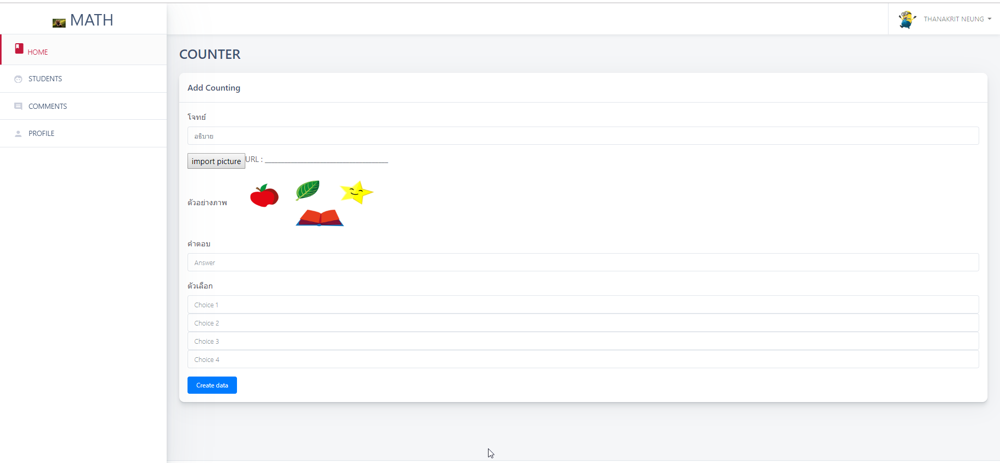 MATH
THANAKRIT NEUNG
HOME
STUDENTS
COMMENTS
PROFILE
COUNTER
Add Counting
โจทย์
อธิบาย
import picture URL : ______________________________
ตัวอย่างภาพ
คำตอบ
Answer
ตัวเลือก
Choice 1
Choice 2
Choice 3
Choice 4
Create data